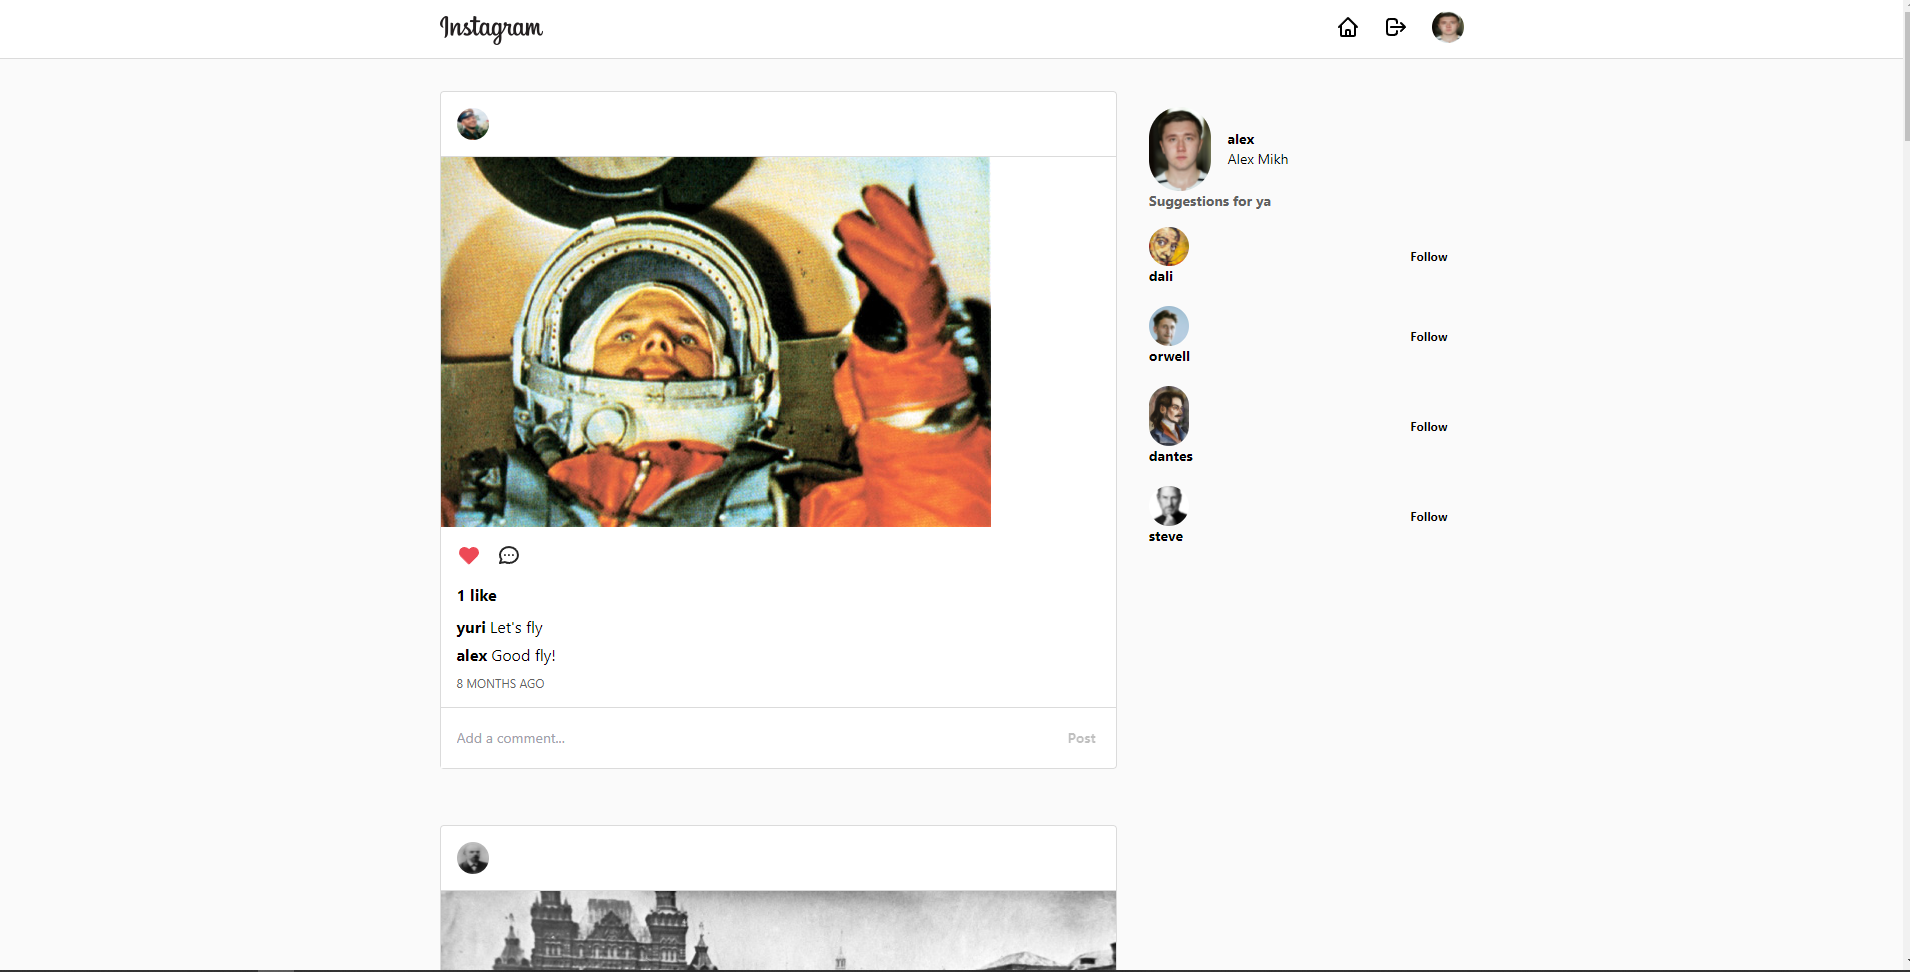 Instagram
yuri Let's fly
1 like
alex Good fly!
8 MONTHS AGO
Add a comment...
Post
alex
Alex Mikh
Suggestions for ya
dali
Follow
orwell
Follow
dantes
Follow
steve
Follow